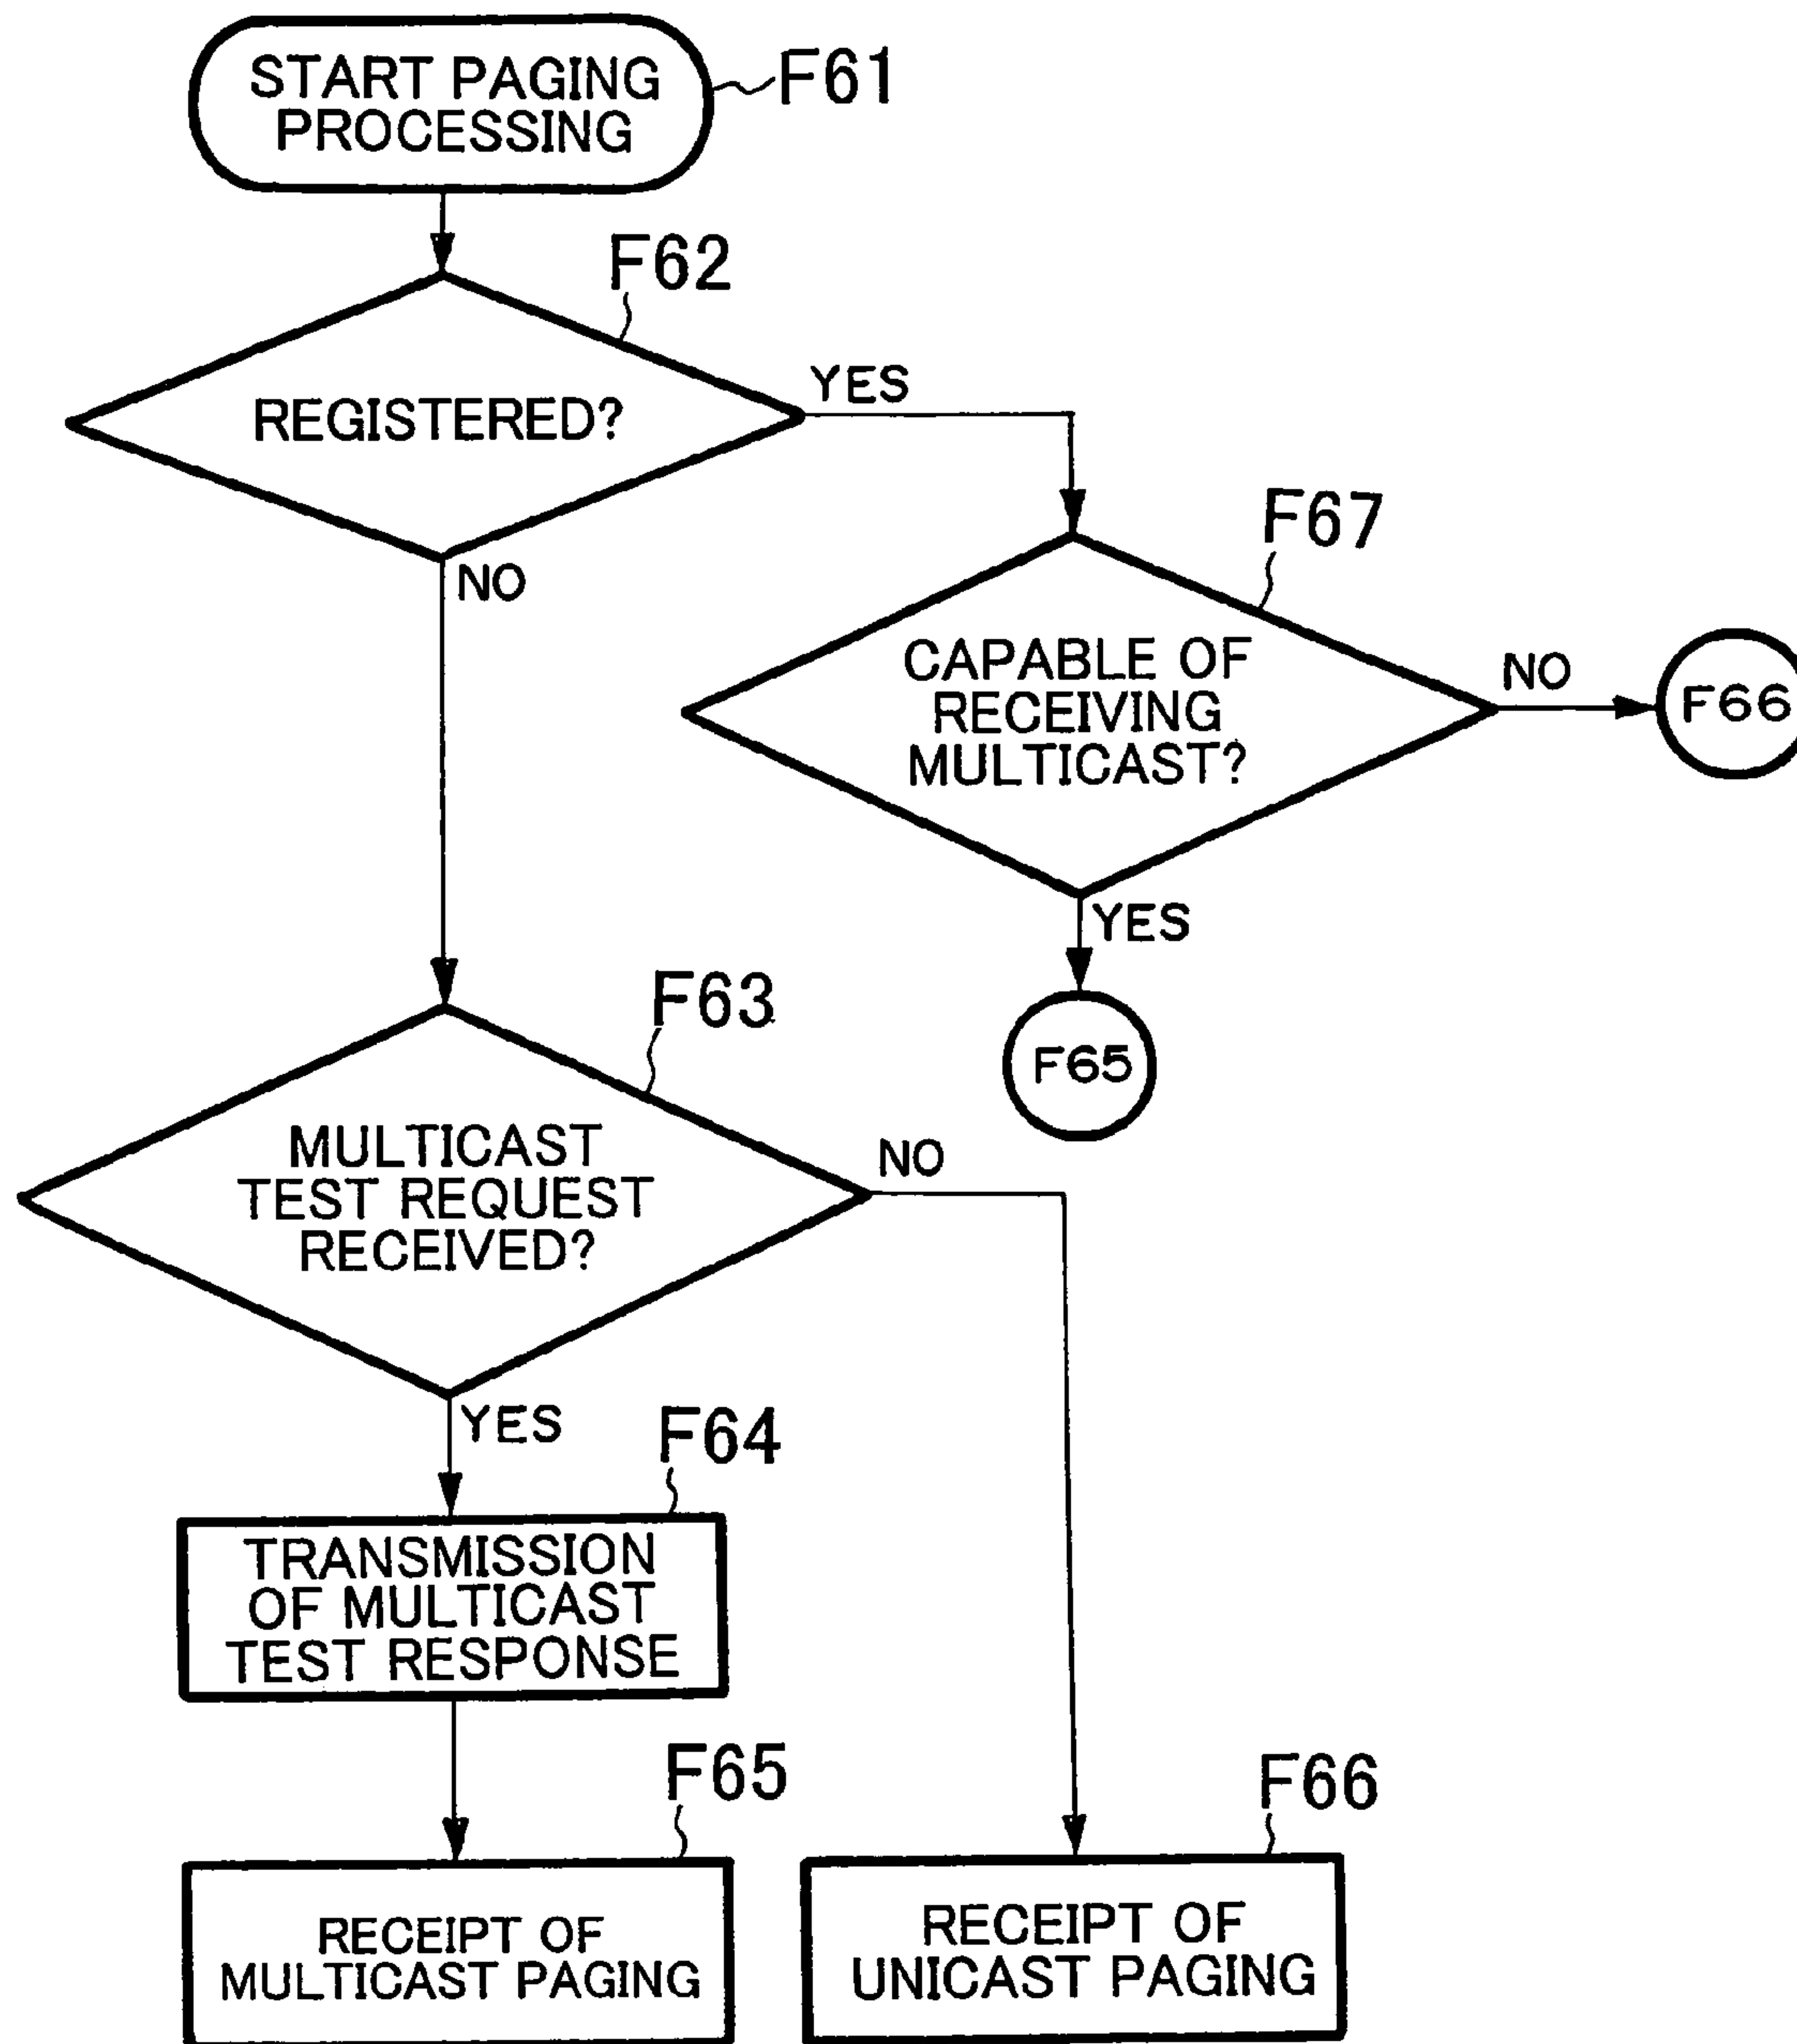 START PAGING
PROCESSING
F61
F62
REGISTERED?
YES
NO
F67
CAPABLE OF
RECEIVING
MULTICAST?
NO
F66
YES
F65
F63
MULTICAST
TEST REQUEST
RECEIVED?
NO
YES
F64
TRANSMISSION
OF MULTICAST
TEST RESPONSE
F65
RECEIPT OF
MULTICAST PAGING
F66
RECEIPT OF
UNICAST PAGING